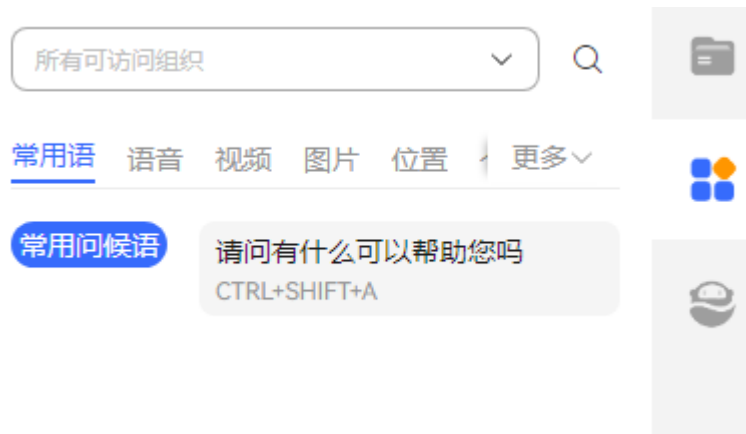 所有可访问组织
常用语 语音 视频 图片 位置 更多
常用问候语
请问有什么可以帮助您吗
CTRL+SHIFT+A